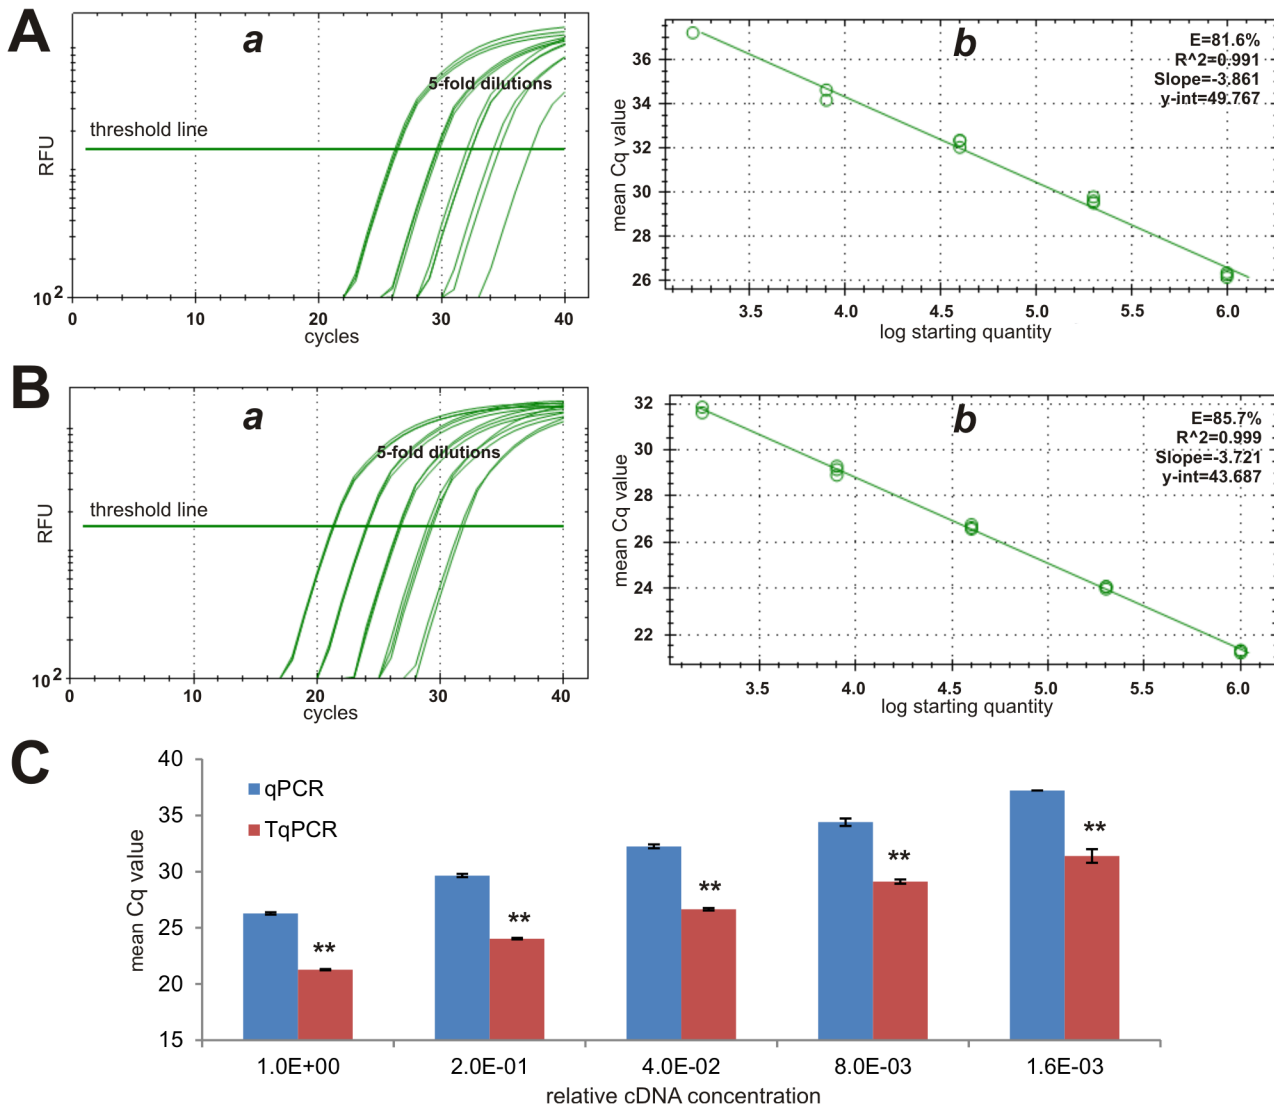 A
a
5-fold dilutions
threshold line
RFU
10²
0
20
30
40
cycles
b
E=81.6%
R^2=0.991
Slope=-3.861
y-int=49.767
mean Cq value
36
34
32
30
28
26
3.5
4.0
4.5
5.0
5.5
6.0
log starting quantity
B
a
5-fold dilutions
threshold line
RFU
10²
0
10
20
30
40
cycles
b
E=85.7%
R^2=0.999
Slope=-3.721
y-int=43.687
mean Cq value
32
30
28
26
24
22
3.5
4.0
4.5
5.0
5.5
6.0
log starting quantity
C
qPCR
TqPCR
mean Cq value
40
35
30
25
20
15
**
**
**
**
**
1.0E+00 2.0E-01 4.0E-02 8.0E-03 1.6E-03
relative cDNA concentration